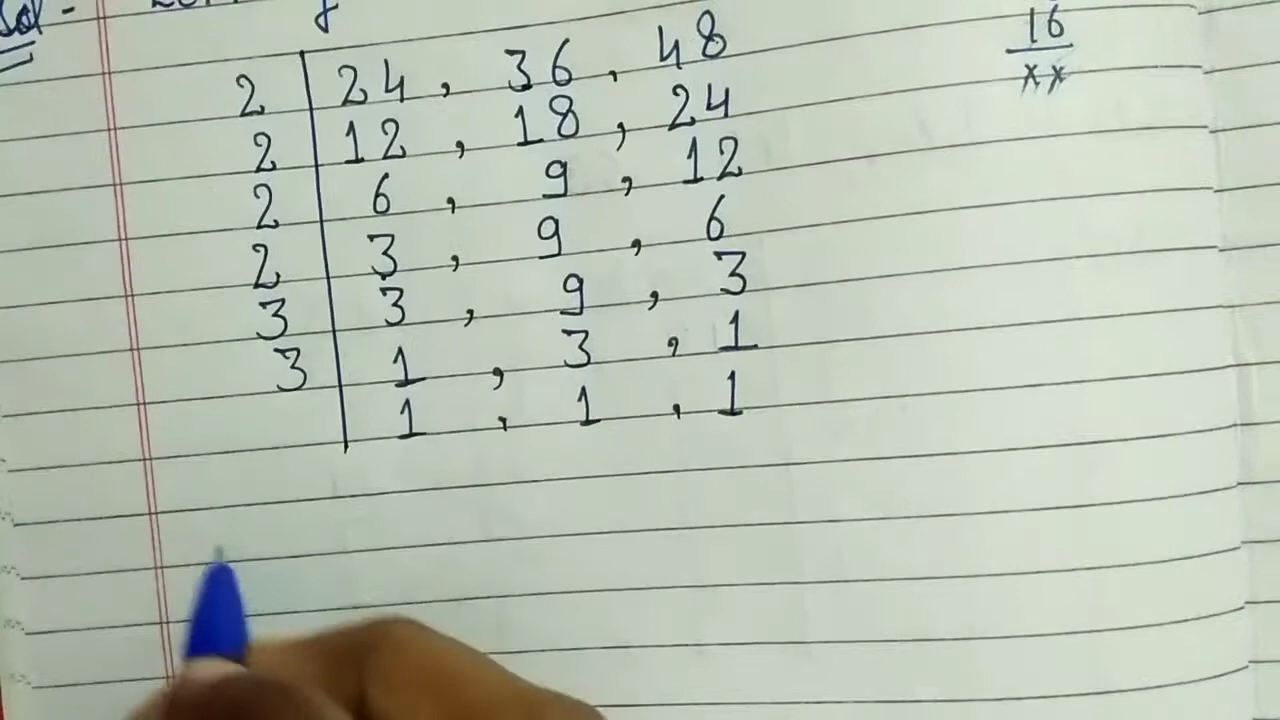 Sol -
16
× ×
2 | 24 , 36 , 48
2 | 12 , 18 , 24
2 | 6 , 9 , 12
2 | 3 , 9 , 6
3 | 3 , 9 , 3
3 | 1 , 3 , 1
1 , 1 , 1